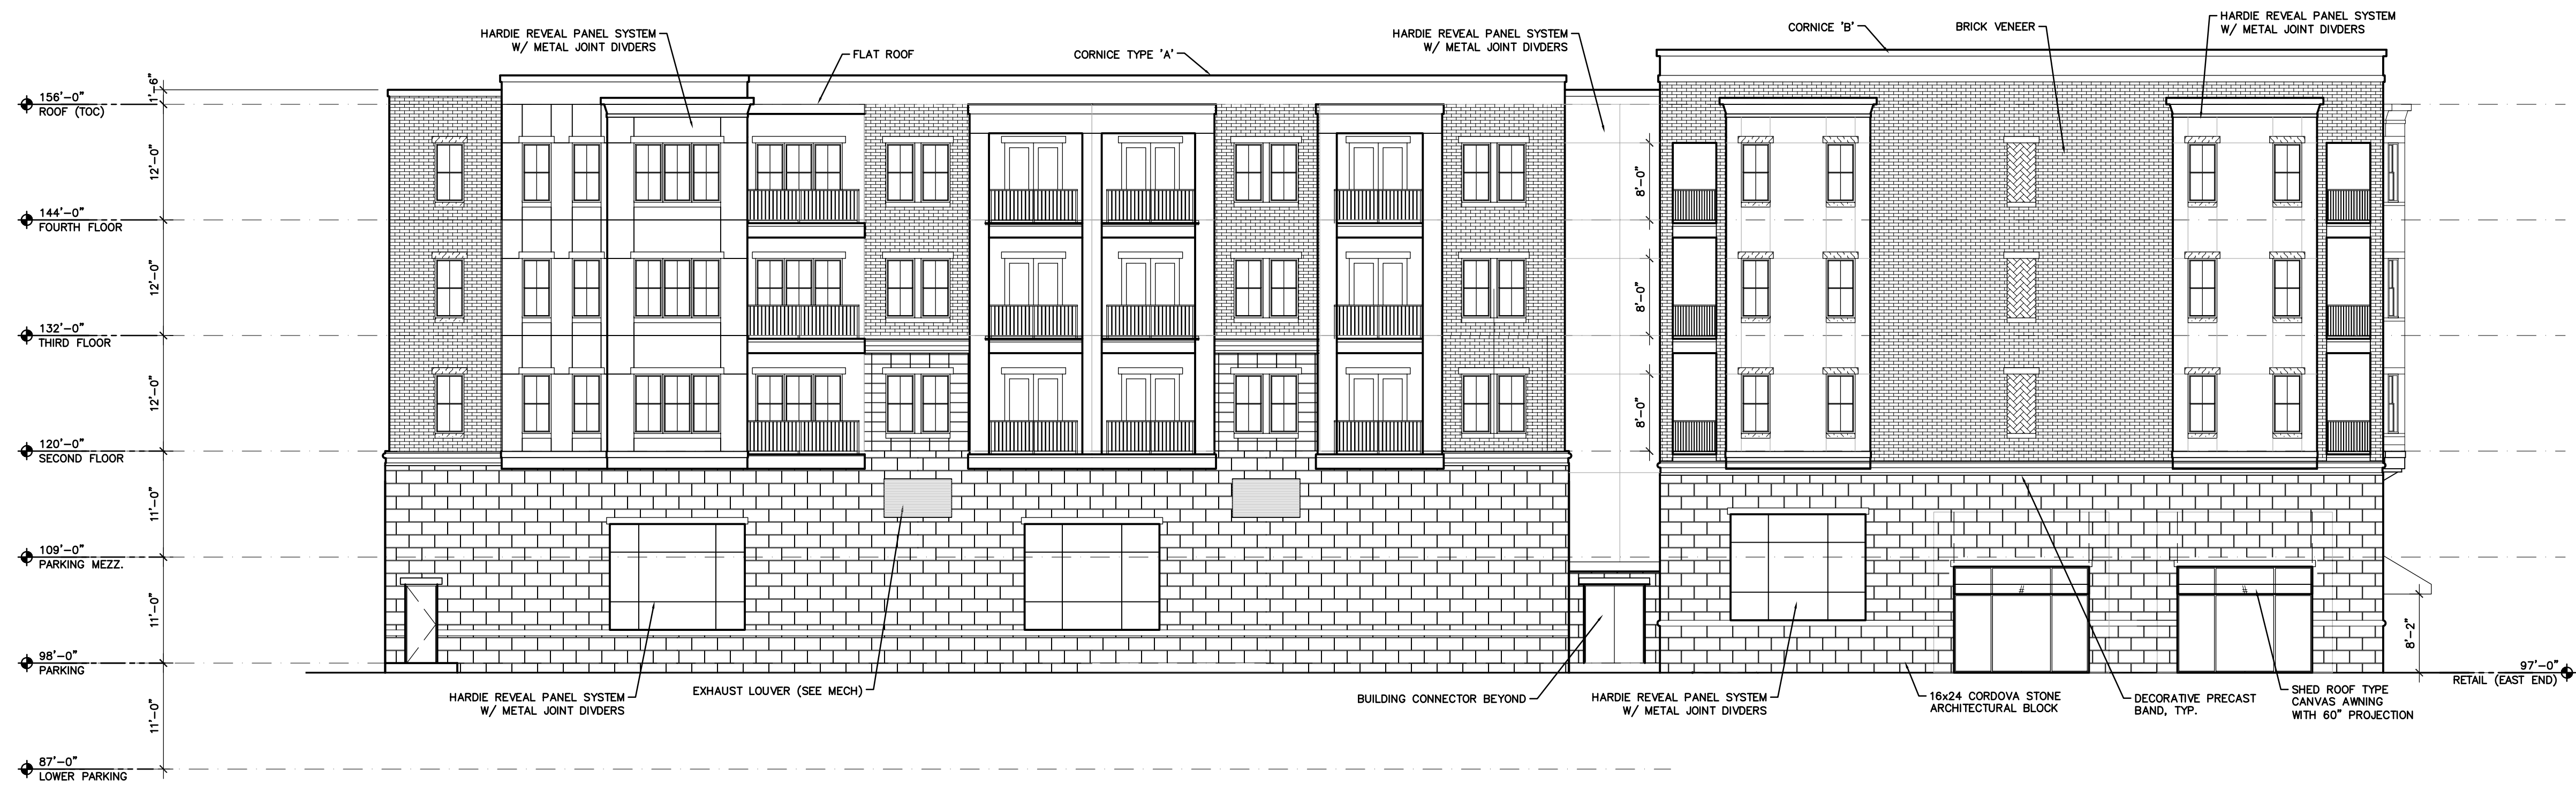 HARDIE REVEAL PANEL SYSTEM
W/ METAL JOINT DIVDERS
FLAT ROOF
CORNICE TYPE 'A'
HARDIE REVEAL PANEL SYSTEM
W/ METAL JOINT DIVDERS
CORNICE 'B'
BRICK VENEER
HARDIE REVEAL PANEL SYSTEM
W/ METAL JOINT DIVDERS
1'-6"
156'-0"
ROOF (TOC)
12'-0"
8'-0"
144'-0"
FOURTH FLOOR
12'-0"
8'-0"
132'-0"
THIRD FLOOR
12'-0"
8'-0"
120'-0"
SECOND FLOOR
11'-0"
109'-0"
PARKING MEZZ.
11'-0"
8'-2"
98'-0"
PARKING
97'-0"
RETAIL (EAST END)
11'-0"
HARDIE REVEAL PANEL SYSTEM
W/ METAL JOINT DIVDERS
EXHAUST LOUVER (SEE MECH)
BUILDING CONNECTOR BEYOND
HARDIE REVEAL PANEL SYSTEM
W/ METAL JOINT DIVDERS
16x24 CORDOVA STONE
ARCHITECTURAL BLOCK
DECORATIVE PRECAST
BAND, TYP.
SHED ROOF TYPE
CANVAS AWNING
WITH 60" PROJECTION
87'-0"
LOWER PARKING